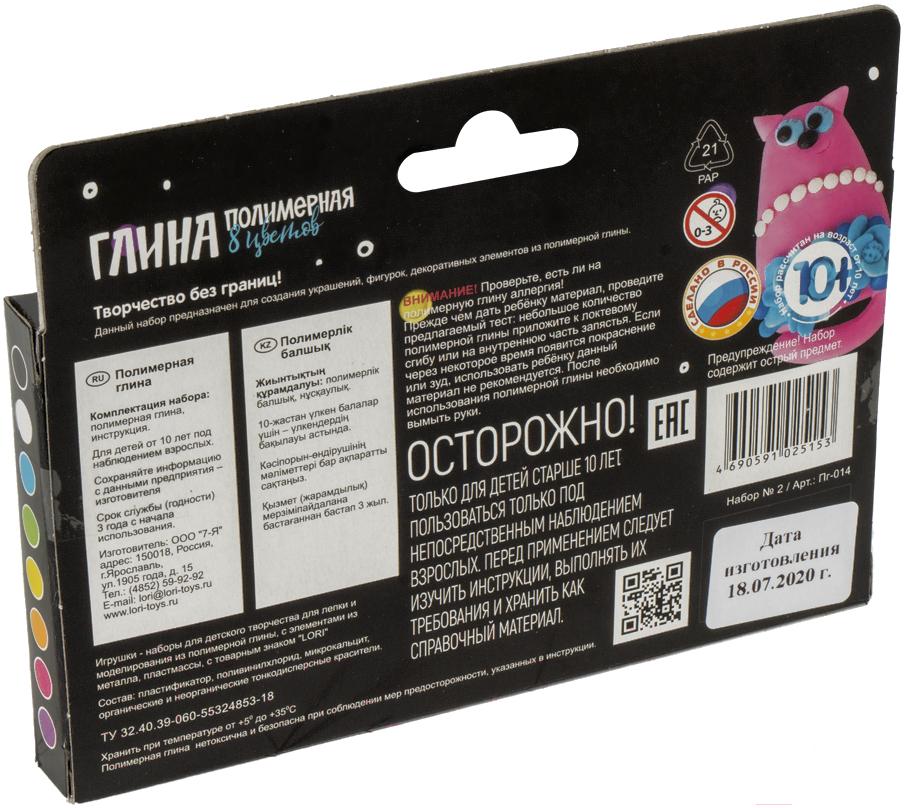 ГЛИНА ПОЛИМЕРНАЯ
8 цветов
Творчество без границ!
Данный набор предназначен для создания украшений, фигурок, декоративных элементов из полимерной глины.
RU Полимерная
глина
Комплектация набора:
полимерная глина,
инструкция.
Для детей от 10 лет под
наблюдением взрослых.
Сохраняйте информацию
с данными предприятия –
изготовителя
Срок службы (годности)
3 года с начала
использования.
Изготовитель: ООО "7-Я"
адрес: 150018, Россия,
г.Ярославль,
ул.1905 года, д. 15
Тел.: (4852) 59-92-92
E-mail: lori@lori-toys.ru
www.lori-toys.ru
KZ Полимерлік
балшық
Жиынтықтың
құрамдалуы: полимерлік
балшық, нұсқаулық.
10-жастан үлкен балалар
үшін – үлкендердің
бақылауы астында.
Кәсіпорын-өндірушінің
мәліметтері бар ақпаратты
сақтаңыз.
Қызмет (жарамдылық)
мерзіміпайдалана
бастағаннан бастап 3 жыл.
ВНИМАНИЕ! Проверьте, есть ли на
полимерную глину аллергия!
Прежде чем дать ребёнку материал, проведите
предлагаемый тест: небольшое количество
полимерной глины приложите к локтевому
сгибу или на внутреннюю часть запястья. Если
через некоторое время появится покраснение
или зуд, использовать ребёнку данный
материал не рекомендуется. После
использования полимерной глины необходимо
вымыть руки.
ОСТОРОЖНО!
ТОЛЬКО ДЛЯ ДЕТЕЙ СТАРШЕ 10 ЛЕТ.
ПОЛЬЗОВАТЬСЯ ТОЛЬКО ПОД
НЕПОСРЕДСТВЕННЫМ НАБЛЮДЕНИЕМ
ВЗРОСЛЫХ. ПЕРЕД ПРИМЕНЕНИЕМ СЛЕДУЕТ
ИЗУЧИТЬ ИНСТРУКЦИИ, ВЫПОЛНЯТЬ ИХ
ТРЕБОВАНИЯ И ХРАНИТЬ КАК
СПРАВОЧНЫЙ МАТЕРИАЛ.
EAC
21
PAP
0-3
СДЕЛАНО В РОССИИ
Набор рассчитан на возраст от 10 лет
10+
Предупреждение! Набор
содержит острый предмет.
4 690591 025153
Набор № 2 / Арт.: Пг-014
Дата
изготовления
18.07.2020 г.
Игрушки - наборы для детского творчества для лепки и
моделирования из полимерной глины, с элементами из
металла, пластмассы, с товарным знаком "LORI"
Состав: пластификатор, поливинилхлорид, микрокальцит,
органические и неорганические тонкодисперсные красители.
ТУ 32.40.39-060-55324853-18
Хранить при температуре от +5° до +35°С
Полимерная глина нетоксична и безопасна при соблюдении мер предосторожности, указанных в инструкции.